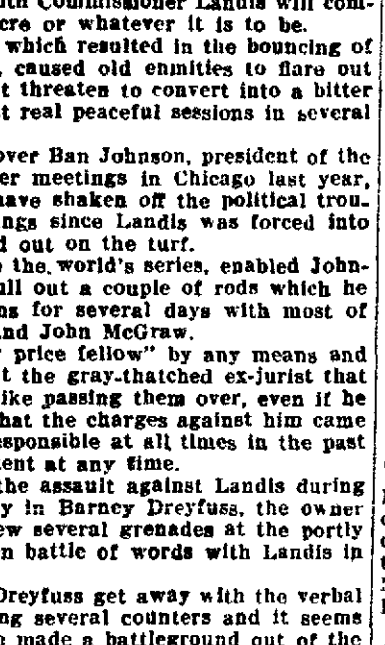 Commissioner Landis will com-
cre or whatever it is to be.
which resulted in the bouncing of
, caused old enmities to flare out
t threaten to convert into a bitter
t real peaceful sessions in several
over Ban Johnson, president of the
er meetings in Chicago last year,
have shaken off the political trou-
ngs since Landis was forced into
d out on the turf.
the world's series, enabled John-
ull out a couple of rods which he
ns for several days with most of
and John McGraw.
price fellow" by any means and
t the gray-thatched ex-jurist that
ike passing them over, even if he
hat the charges against him came
esponsible at all times in the past
ent at any time.
the assault against Landis during
y in Barney Dreyfuss, the owner
ew several grenades at the portly
n battle of words with Landis in
Dreyfuss get away with the verbal
ng several counters and it seems
made a battleground out of the